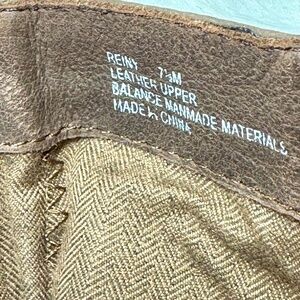 REINY 7½M
LEATHER UPPER
BALANCE MANMADE MATERIALS
MADE IN CHINA